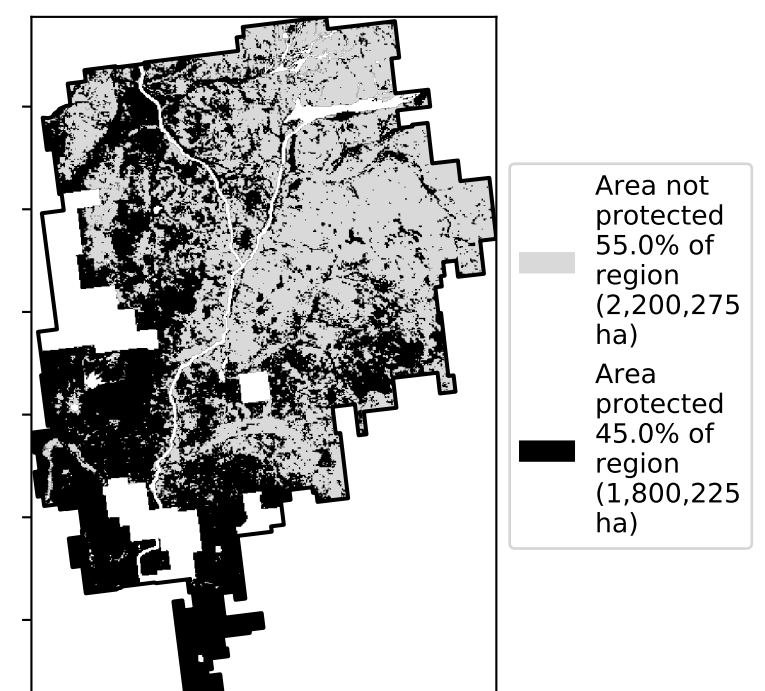 Area not
protected
55.0% of
region
(2,200,275
ha)
Area
protected
45.0% of
region
(1,800,225
ha)